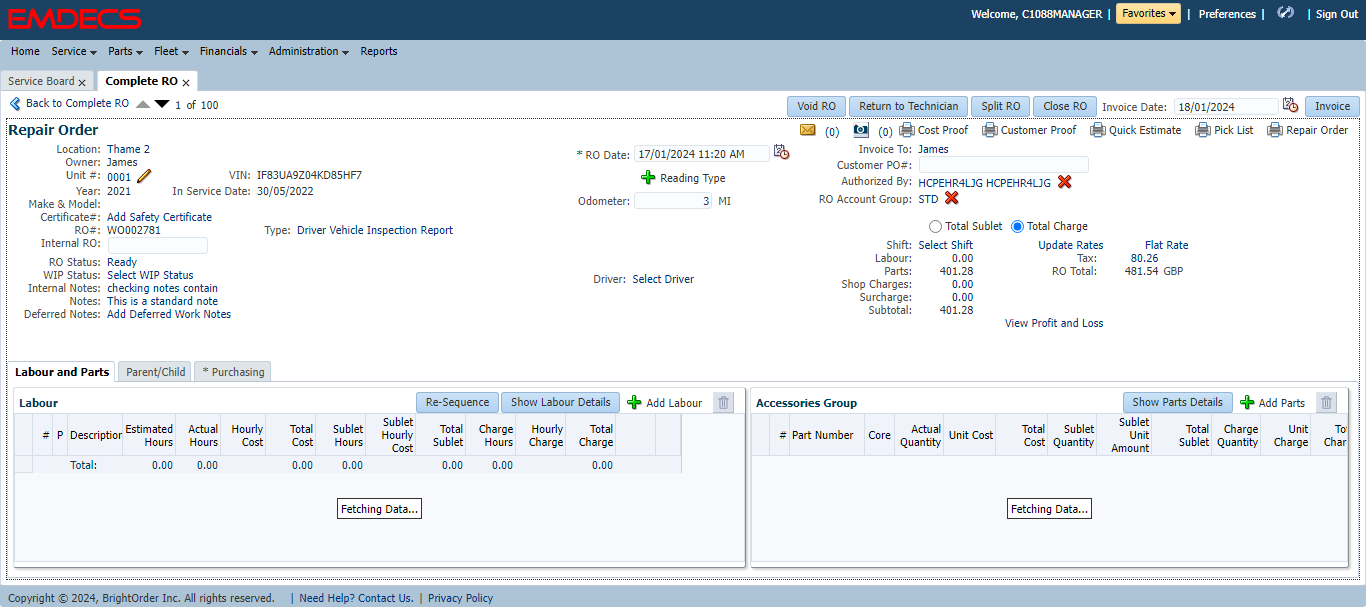 EMDECS
Welcome, C1088MANAGER | Favorites | Preferences | | Sign Out
Home Service Parts Fleet Financials Administration Reports
Service Board x Complete RO x
Back to Complete RO 1 of 100 Void RO Return to Technician Split RO Close RO Invoice Date: 18/01/2024 Invoice
Repair Order (0) (0) Cost Proof Customer Proof Quick Estimate Pick List Repair Order
Location: Thame 2 * RO Date: 17/01/2024 11:20 AM Invoice To: James
Owner: James Customer PO#:
Unit #: 0001 VIN: IF83UA9Z04KD85HF7 Reading Type Authorized By: HCPEHR4LJG HCPEHR4LJG
Year: 2021 In Service Date: 30/05/2022 Odometer: 3 MI RO Account Group: STD
Make & Model:
Certificate#: Add Safety Certificate
RO#: WO002781 Type: Driver Vehicle Inspection Report Total Sublet Total Charge
Internal RO: Shift: Select Shift Update Rates Flat Rate
Labour: 0.00 Tax: 80.26
RO Status: Ready
WIP Status: Select WIP Status Driver: Select Driver Parts: 401.28 RO Total: 481.54 GBP
Internal Notes: checking notes contain Shop Charges: 0.00
Notes: This is a standard note Surcharge: 0.00
Deferred Notes: Add Deferred Work Notes Subtotal: 401.28
View Profit and Loss
Labour and Parts Parent/Child * Purchasing
Labour Re-Sequence Show Labour Details Add Labour
# P Description Estimated Hours Actual Hours Hourly Cost Total Cost Sublet Hours Sublet Hourly Cost Total Sublet Charge Hours Hourly Charge Total Charge
Total: 0.00 0.00 0.00 0.00 0.00 0.00 0.00
Fetching Data...
Accessories Group Show Parts Details Add Parts
# Part Number Core Actual Quantity Unit Cost Total Cost Sublet Quantity Sublet Unit Amount Total Sublet Charge Quantity Unit Charge To Char
Fetching Data...
Copyright © 2024, BrightOrder Inc. All rights reserved. | Need Help? Contact Us. | Privacy Policy